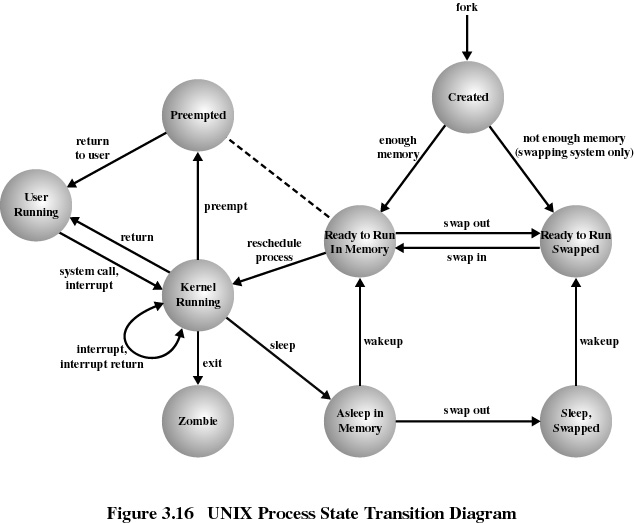 fork
Created
Preempted
return
to user
enough
memory
not enough memory
(swapping system only)
User
Running
preempt
return
system call,
interrupt
reschedule
process
Ready to Run
In Memory
swap out
swap in
Ready to Run
Swapped
Kernel
Running
interrupt,
interrupt return
exit
sleep
wakeup
wakeup
Zombie
Asleep in
Memory
swap out
Sleep,
Swapped
Figure 3.16 UNIX Process State Transition Diagram